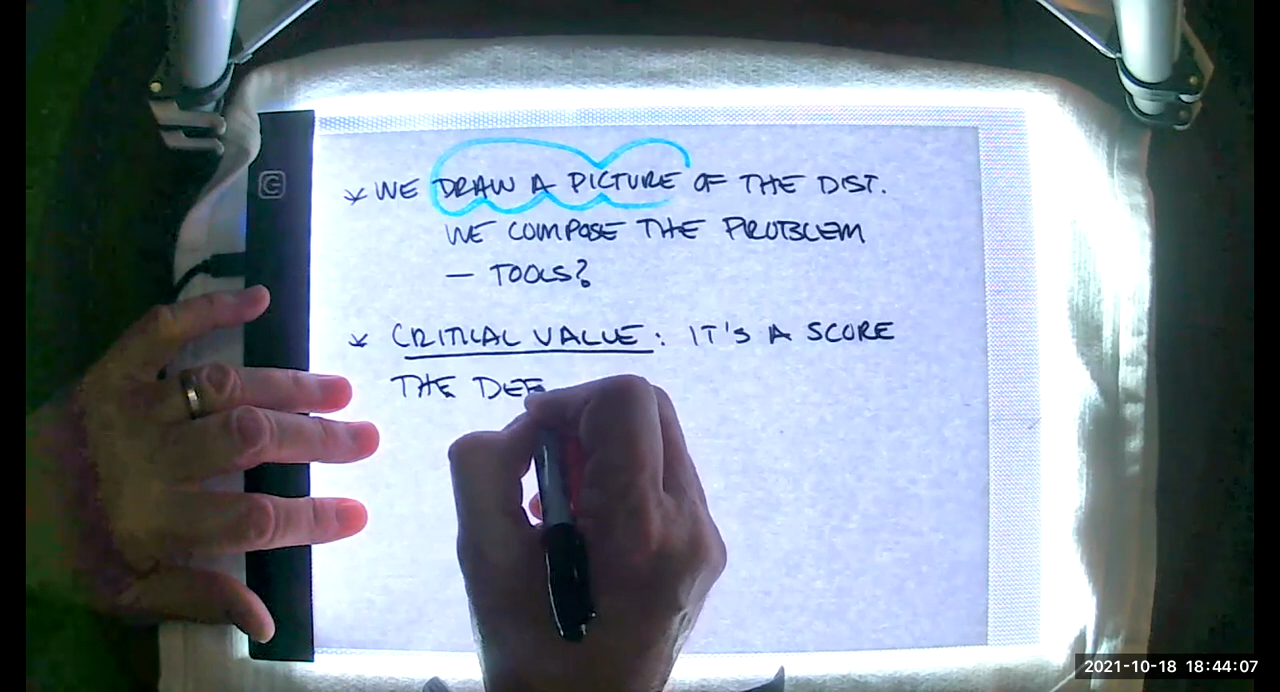 * WE DRAW A PICTURE OF THE DIST.
WE COMPOSE THE PROBLEM
— TOOLS?
* CRITICAL VALUE: IT'S A SCORE
THE DEF
2021-10-18 18:44:07